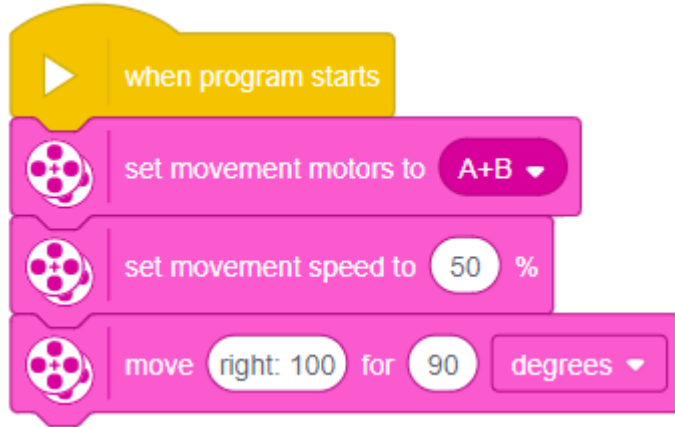 when program starts
set movement motors to A+B
set movement speed to 50 %
move right: 100 for 90 degrees